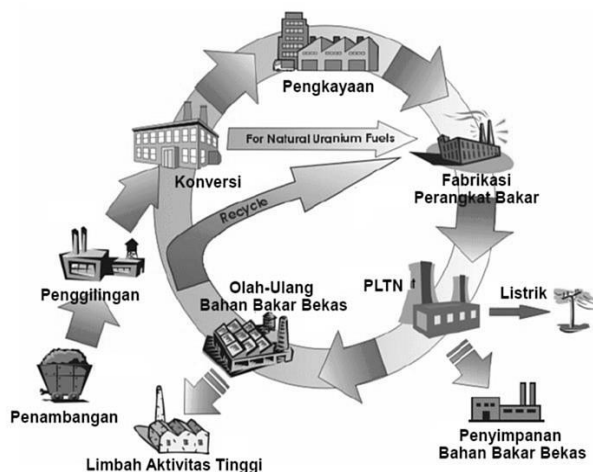 Pengkayaan
For Natural Uranium Fuels
Konversi
Fabrikasi
Perangkat Bakar
Recycle
Penggilingan
Olah-Ulang
Bahan Bakar Bekas
PLTN
Listrik
Penambangan
Limbah Aktivitas Tinggi
Penyimpanan
Bahan Bakar Bekas